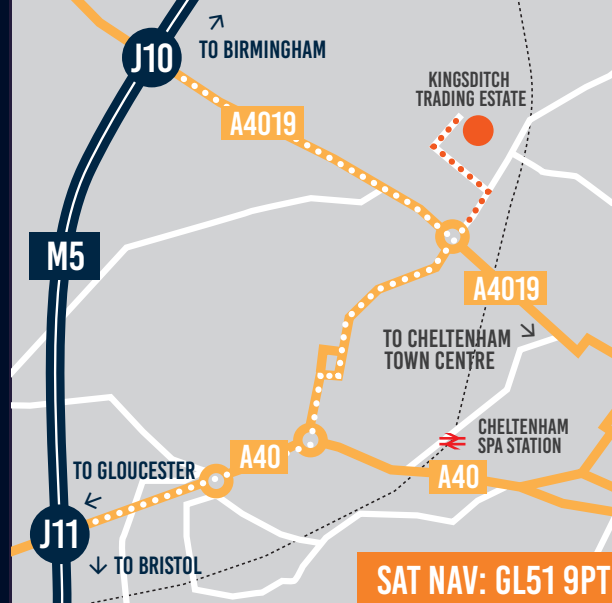 J10
TO BIRMINGHAM
KINGSDITCH
TRADING ESTATE
A4019
M5
A4019
TO CHELTENHAM
TOWN CENTRE
CHELTENHAM
SPA STATION
A40
TO GLOUCESTER
A40
J11
TO BRISTOL
SAT NAV: GL51 9PT